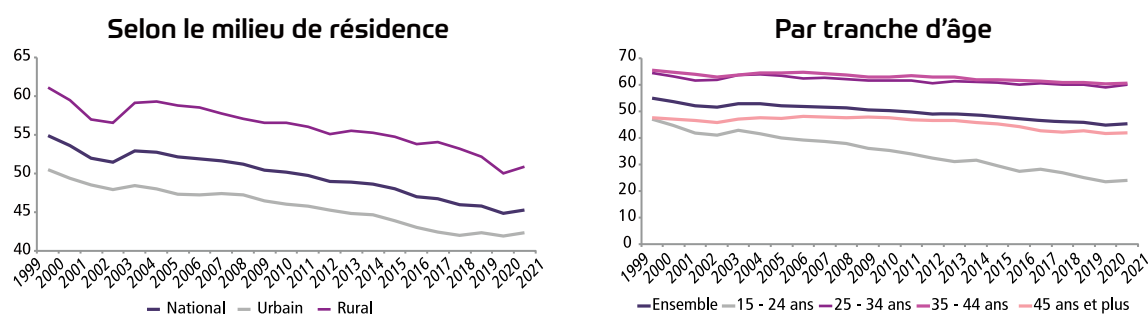 Selon le milieu de résidence
65
60
55
50
45
40
1999 2000 2001 2002 2003 2004 2005 2006 2007 2008 2009 2010 2011 2012 2013 2014 2015 2016 2017 2018 2019 2020 2021
National Urbain Rural
Par tranche d'âge
70
60
50
40
30
20
10
0
1999 2000 2001 2002 2003 2004 2005 2006 2007 2008 2009 2010 2011 2012 2013 2014 2015 2016 2017 2018 2019 2020 2021
Ensemble 15 - 24 ans 25 - 34 ans 35 - 44 ans 45 ans et plus